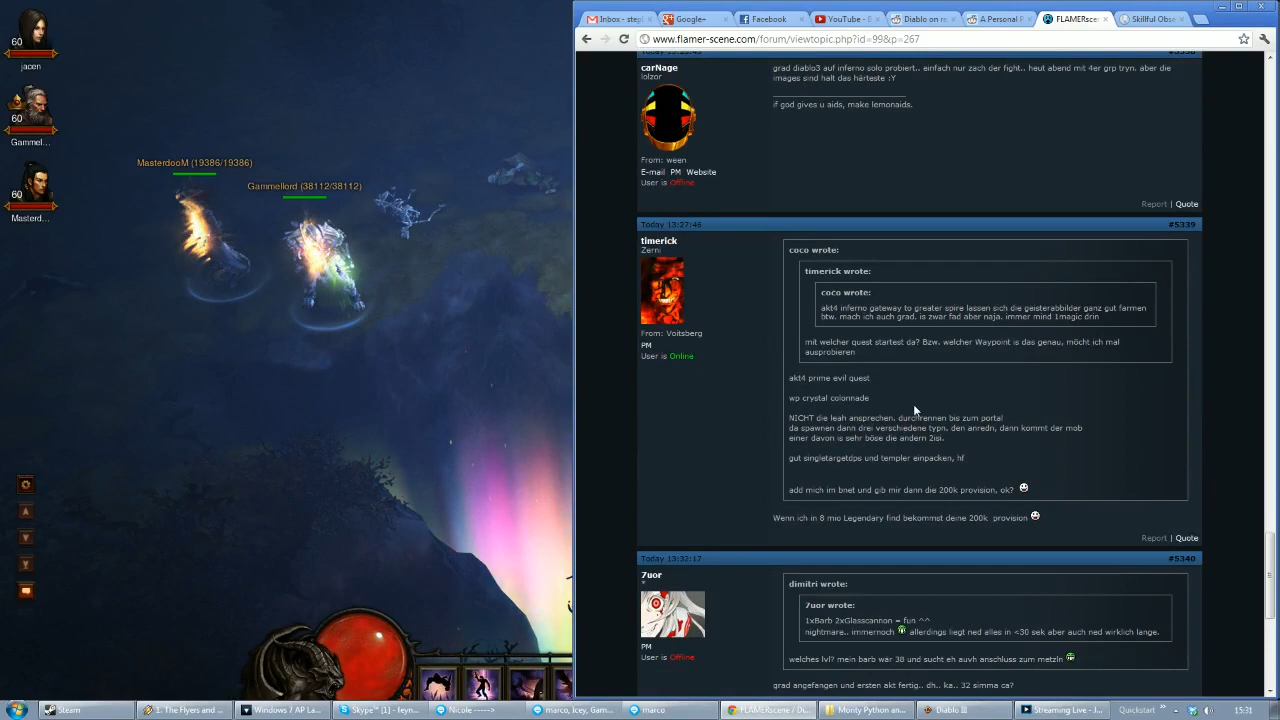 60
jacen
60
Gammel...
60
Masterd...
MasterdooM (19386/19386)
Gammellord (38112/38112)
Google+
Facebook
YouTube - B
Diablo on re
A Personal P
FLAMERsce
Skillful Obse
www.flamer-scene.com/forum/viewtopic.php?id=99&p=267
carNage
lolzor
From: ween
E-mail PM Website
User is Offline
grad diablo3 auf inferno solo probiert.. einfach nur zach der fight.. heut abend mit 4er grp tryn. aber die
images sind halt das härteste :Y
if god gives u aids, make lemonaids.
Report | Quote
Today 13:27:46 #5339
timerick
Zerni
From: Voitsberg
PM
User is Online
coco wrote:
timerick wrote:
coco wrote:
akt4 inferno gateway to greater spire lassen sich die geisterabbilder ganz gut farmen
btw. mach ich auch grad. is zwar fad aber naja. immer mind 1magic drin
mit welcher quest startest da? Bzw. welcher Waypoint is das genau, möcht ich mal
ausprobieren
akt4 prime evil quest
wp crystal colonnade
NICHT die leah ansprechen. durchrennen bis zum portal
da spawnen dann drei verschiedene typn. den anredn, dann kommt der mob
einer davon is sehr böse die andern 2isi.
gut singletargetdps und templer einpacken, hf
add mich im bnet und gib mir dann die 200k provision, ok?
Wenn ich in 8 mio Legendary find bekommst deine 200k provision
Report | Quote
Today 13:32:17 #5340
7uor
*
PM
User is Offline
dimitri wrote:
7uor wrote:
1xBarb 2xGlasscannon = fun ^^
nightmare.. immernoch allerdings liegt ned alles in <30 sek aber auch ned wirklich lange.
welches lvl? mein barb wär 38 und sucht eh auvh anschluss zum metzln
grad angefangen und ersten akt fertig.. dh.. ka.. 32 simma ca?
Steam
1. The Flyers and ...
Windows 7 AP La...
Skype™ [1] - feyn...
Nicole ----->
marco, Icey, Gam...
marco
FLAMERscene / Di...
Monty Python an...
Diablo III
Streaming Live - J...
Quickstart
15:31